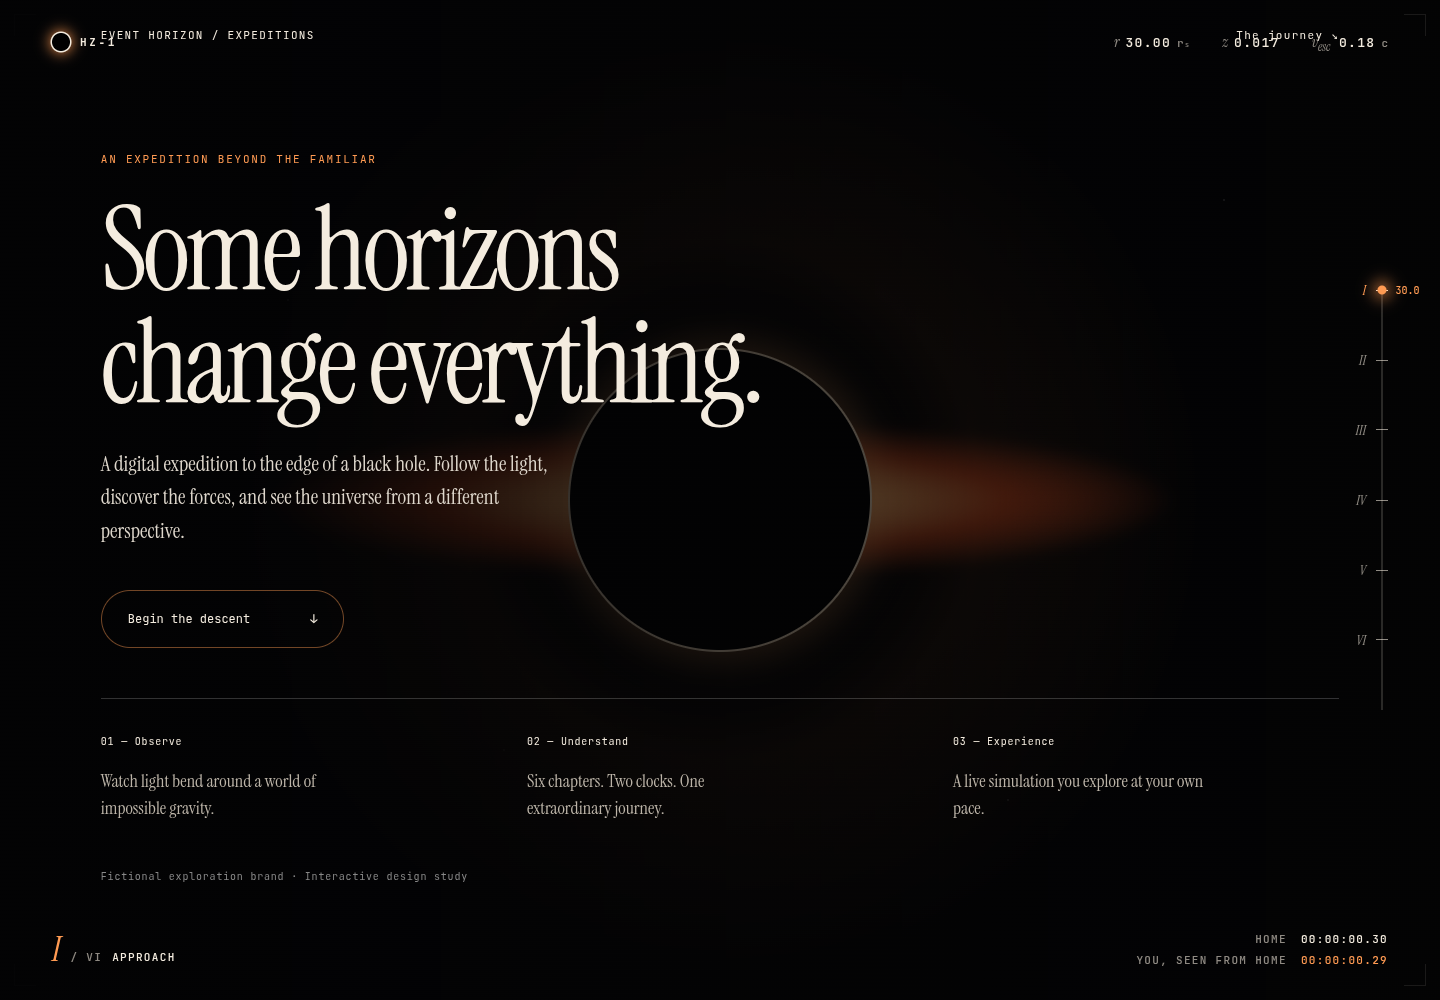 HZ-1
EVENT HORIZON / EXPEDITIONS
r 30.00 rₛ z 0.017 vesc 0.18 c
The journey ↘
AN EXPEDITION BEYOND THE FAMILIAR
Some horizons
change everything.
A digital expedition to the edge of a black hole. Follow the light,
discover the forces, and see the universe from a different
perspective.
Begin the descent ↓
I 30.0
II
III
IV
V
VI
01 — Observe
Watch light bend around a world of
impossible gravity.
02 — Understand
Six chapters. Two clocks. One
extraordinary journey.
03 — Experience
A live simulation you explore at your own
pace.
Fictional exploration brand · Interactive design study
I / VI APPROACH
HOME 00:00:00.30
YOU, SEEN FROM HOME 00:00:00.29